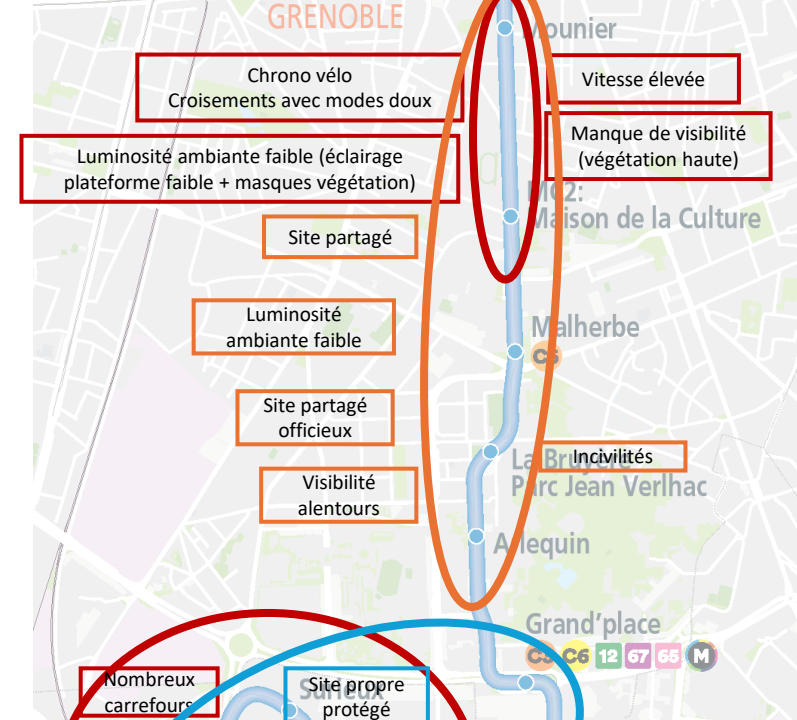 GRENOBLE
Mounier
Chrono vélo
Croisements avec modes doux
Vitesse élevée
Manque de visibilité
(végétation haute)
Luminosité ambiante faible (éclairage
plateforme faible + masques végétation)
MC2:
Maison de la Culture
Site partagé
Luminosité
ambiante faible
Malherbe
C5
Site partagé
officieux
Incivilités
La Bruyère
Parc Jean Verlhac
Visibilité
alentours
Arlequin
Grand'place
C3 C6 12 67 65 M
Nombreux
carrefours
Surieux
Site propre
protégé